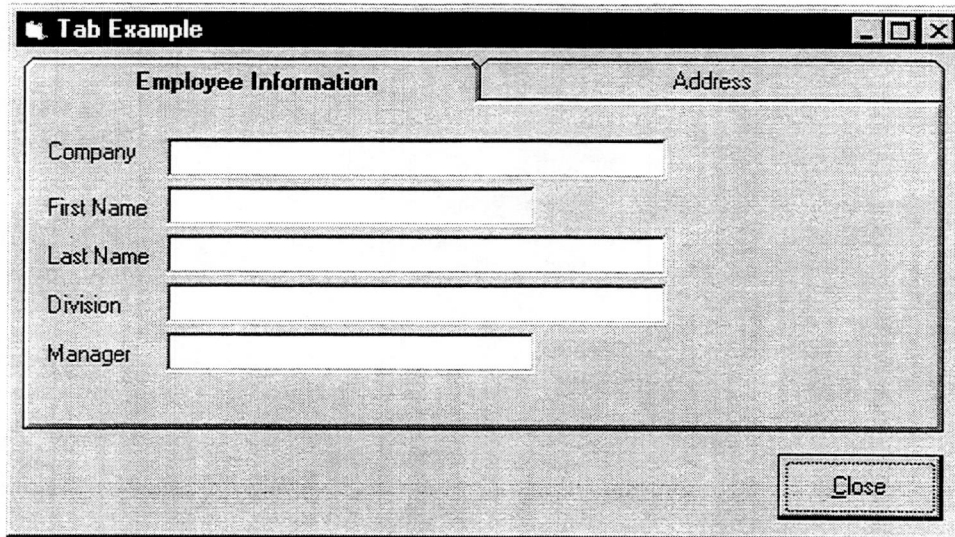 Tab Example
Employee Information Address
Company
First Name
Last Name
Division
Manager
Close